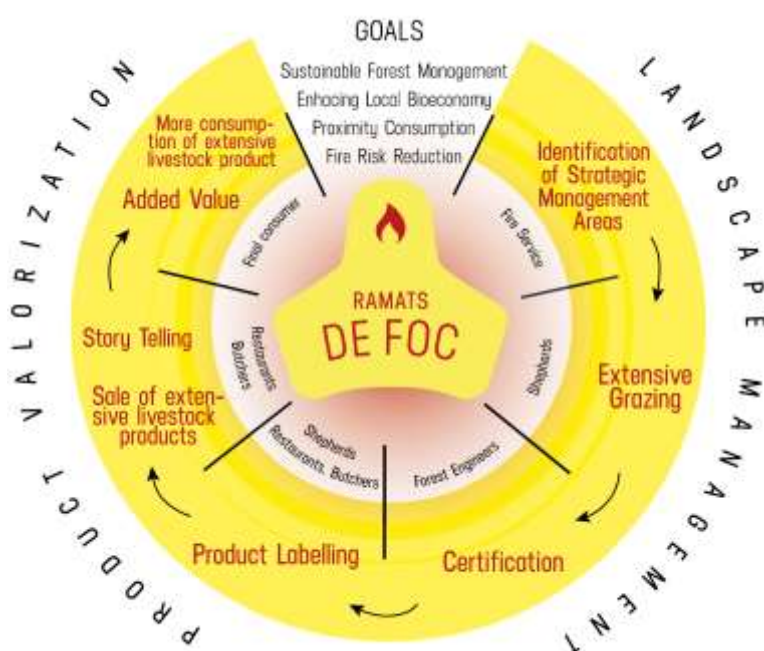 GOALS
Sustainable Forest Management
Enhacing Local Bioeconomy
Proximity Consumption
Fire Risk Reduction
LANDSCAPE MANAGEMENT
Identification
of Strategic
Management
Areas
Extensive
Grazing
Certification
Product Labelling
Sale of exten-
sive livestock
products
Story Telling
Added Value
More consump-
tion of extensive
livestock product
PRODUCT VALORIZATION
Fire Service
Shepherds
Forest Engineers
Shepherds
Restaurants, Butchers
Restaurants
Butchers
Final consumer
RAMATS
DE FOC